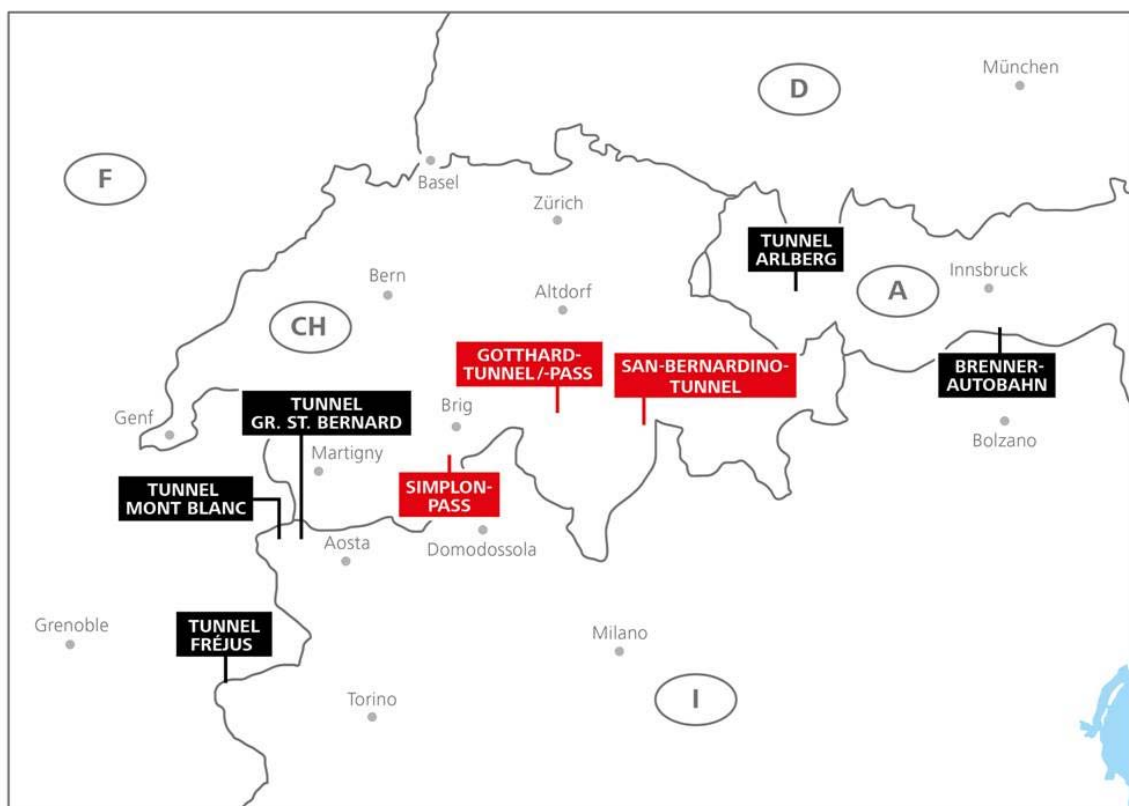 München
D
F
Basel
Zürich
TUNNEL
ARLBERG
Innsbruck
Bern
A
Altdorf
CH
GOTTHARD-
TUNNEL/-PASS
SAN-BERNARDINO-
TUNNEL
BRENNER-
AUTOBAHN
TUNNEL
GR. ST. BERNARD
Brig
Genf
Bolzano
Martigny
TUNNEL
MONT BLANC
SIMPLON-
PASS
Aosta
Domodossola
Grenoble
TUNNEL
FRÉJUS
Milano
Torino
I